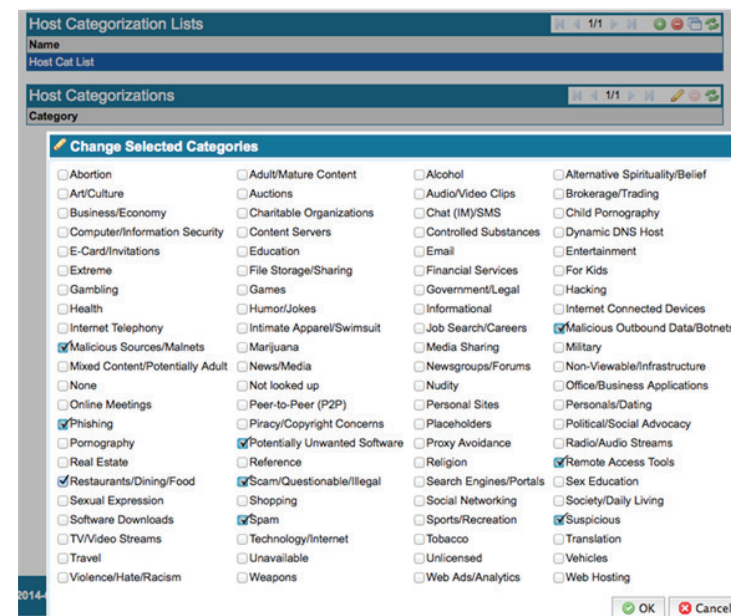 Host Categorization Lists 1/1
Name
Host Cat List
Host Categorizations 1/1
Category
Change Selected Categories
Abortion Adult/Mature Content Alcohol Alternative Spirituality/Belief
Art/Culture Auctions Audio/Video Clips Brokerage/Trading
Business/Economy Charitable Organizations Chat (IM)/SMS Child Pornography
Computer/Information Security Content Servers Controlled Substances Dynamic DNS Host
E-Card/Invitations Education Email Entertainment
Extreme File Storage/Sharing Financial Services For Kids
Gambling Games Government/Legal Hacking
Health Humor/Jokes Informational Internet Connected Devices
Internet Telephony Intimate Apparel/Swimsuit Job Search/Careers Malicious Outbound Data/Botnets
Malicious Sources/Malnets Marijuana Media Sharing Military
Mixed Content/Potentially Adult News/Media Newsgroups/Forums Non-Viewable/Infrastructure
None Not looked up Nudity Office/Business Applications
Online Meetings Peer-to-Peer (P2P) Personal Sites Personals/Dating
Phishing Piracy/Copyright Concerns Placeholders Political/Social Advocacy
Pornography Potentially Unwanted Software Proxy Avoidance Radio/Audio Streams
Real Estate Reference Religion Remote Access Tools
Restaurants/Dining/Food Scam/Questionable/Illegal Search Engines/Portals Sex Education
Sexual Expression Shopping Social Networking Society/Daily Living
Software Downloads Spam Sports/Recreation Suspicious
TV/Video Streams Technology/Internet Tobacco Translation
Travel Unavailable Unlicensed Vehicles
Violence/Hate/Racism Weapons Web Ads/Analytics Web Hosting
2014-
OK Cancel